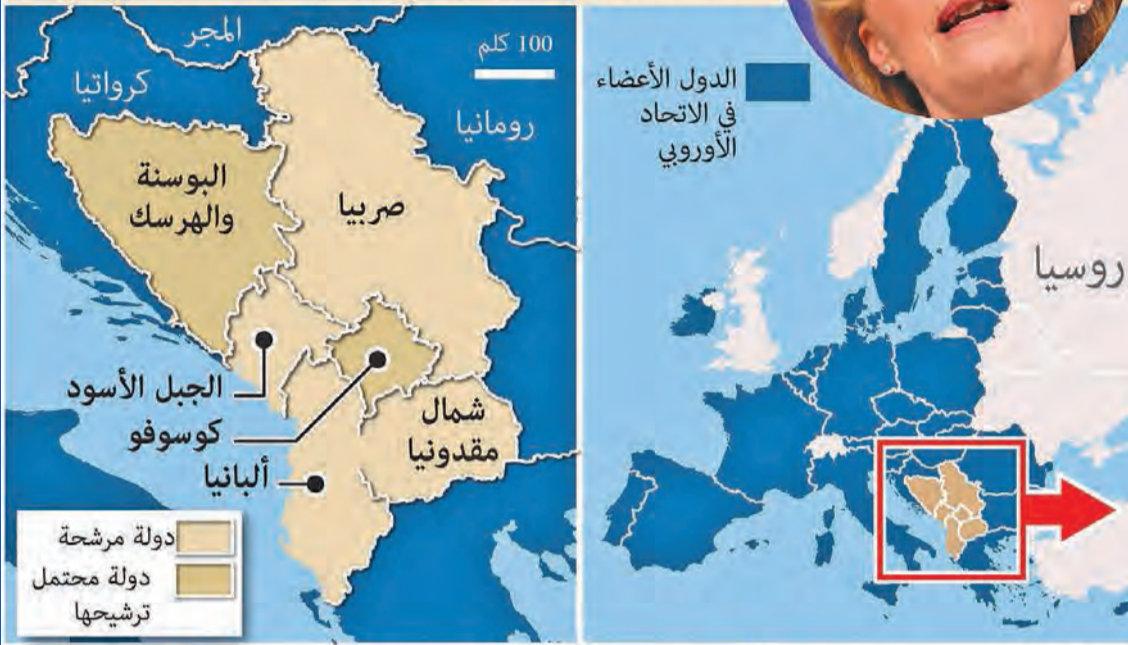 الدول الأعضاء
في الاتحاد
الأوروبي
روسيا
100 كلم
المجر
كرواتيا
رومانيا
البوسنة
والهرسك
صربيا
الجبل الأسود
كوسوفو
ألبانيا
شمال
مقدونيا
دولة مرشحة
دولة محتمل
ترشيحها